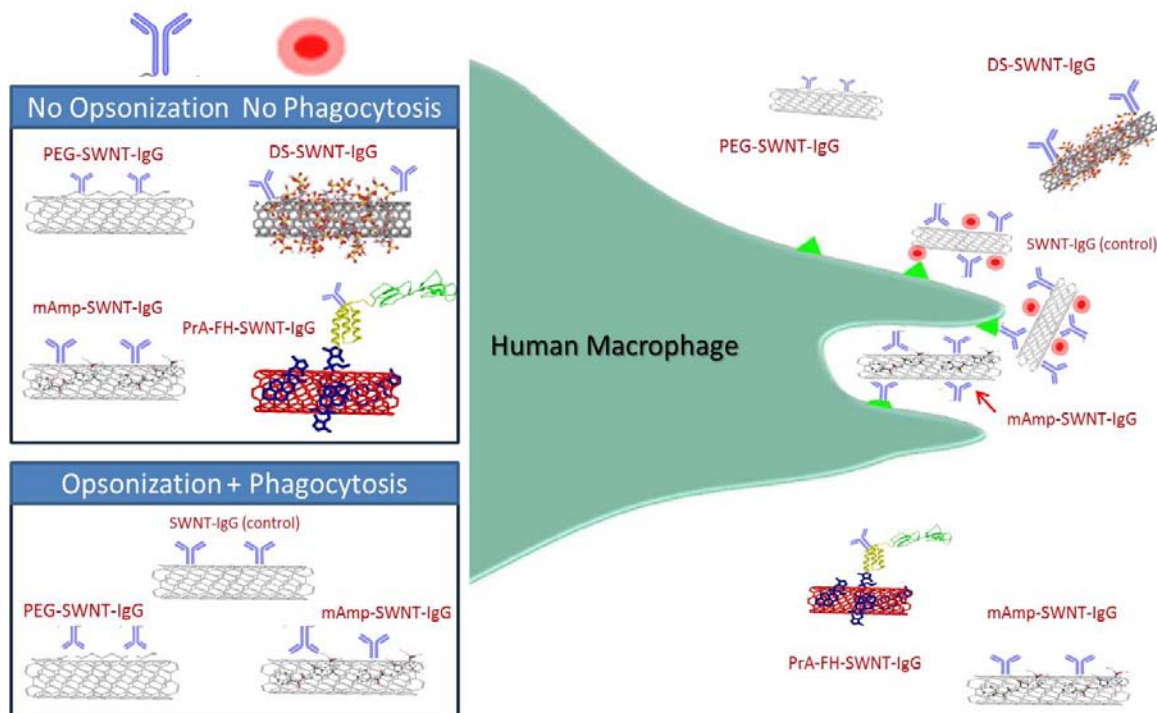 No Opsonization No Phagocytosis
PEG-SWNT-IgG
DS-SWNT-IgG
mAmp-SWNT-IgG
PrA-FH-SWNT-IgG
Opsonization + Phagocytosis
SWNT-IgG (control)
PEG-SWNT-IgG
mAmp-SWNT-IgG
Human Macrophage
DS-SWNT-IgG
PEG-SWNT-IgG
SWNT-IgG (control)
mAmp-SWNT-IgG
mAmp-SWNT-IgG
PrA-FH-SWNT-IgG